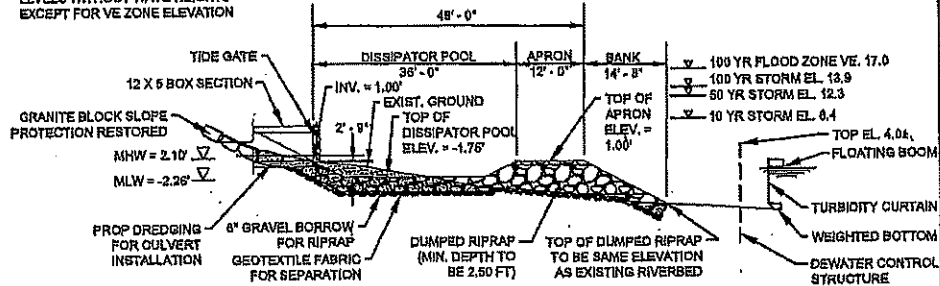 EXCEPT FOR VE ZONE ELEVATION
48' - 0"
TIDE GATE
DISSIPATOR POOL
36' - 0"
APRON
12' - 0"
BANK
14' - 8"
12 X 5 BOX SECTION
INV. = 1.00'
EXIST. GROUND
2' - 9"
TOP OF
DISSIPATOR POOL
ELEV. = -1.75'
TOP OF
APRON
ELEV. =
1.00'
100 YR FLOOD ZONE VE. 17.0
100 YR STORM EL. 13.9
50 YR STORM EL. 12.3
10 YR STORM EL. 8.4
GRANITE BLOCK SLOPE
PROTECTION RESTORED
MHW = 2.10'
MLW = -2.26'
TOP EL. 4.0±
FLOATING BOOM
TURBIDITY CURTAIN
WEIGHTED BOTTOM
DEWATER CONTROL
STRUCTURE
PROP DREDGING
FOR CULVERT
INSTALLATION
6" GRAVEL BORROW
FOR RIPRAP
GEOTEXTILE FABRIC
FOR SEPARATION
DUMPED RIPRAP
(MIN. DEPTH TO
BE 2.50 FT)
TOP OF DUMPED RIPRAP
TO BE SAME ELEVATION
AS EXISTING RIVERBED